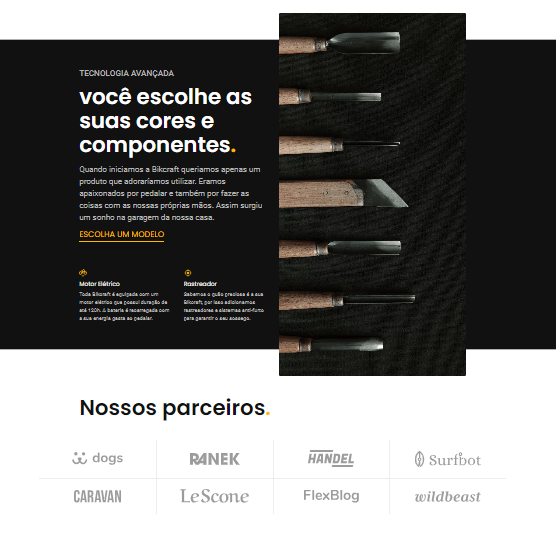 TECNOLOGIA AVANÇADA
você escolhe as
suas cores e
componentes.
Quando iniciamos a Bikcraft queriamos apenas um
produto que adoraríamos utilizar. Eramos
apaixonados por pedalar e também por fazer as
coisas com as nossas próprias mãos. Assim surgiu
um sonho na garagem da nossa casa.
ESCOLHA UM MODELO
Motor Elétrico
Toda Bikcraft é equipada com um
motor elétrico que possui duração de
até 120h. A bateria é recarregada com
a sua energia gasta ao pedalar.
Rastreador
Sabemos o quão preciosa é a sua
Bikcraft, por isso adicionamos
rastreadores e sistemas anti-furto
para garantir o seu sossego.
Nossos parceiros.
dogs
RANEK
HANDEL
Surfbot
CARAVAN
LeScone
FlexBlog
wildbeast